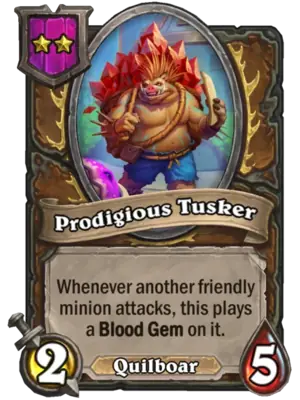 Prodigious Tusker
Whenever another friendly
minion attacks, this plays
a Blood Gem on it.
2
Quilboar
5